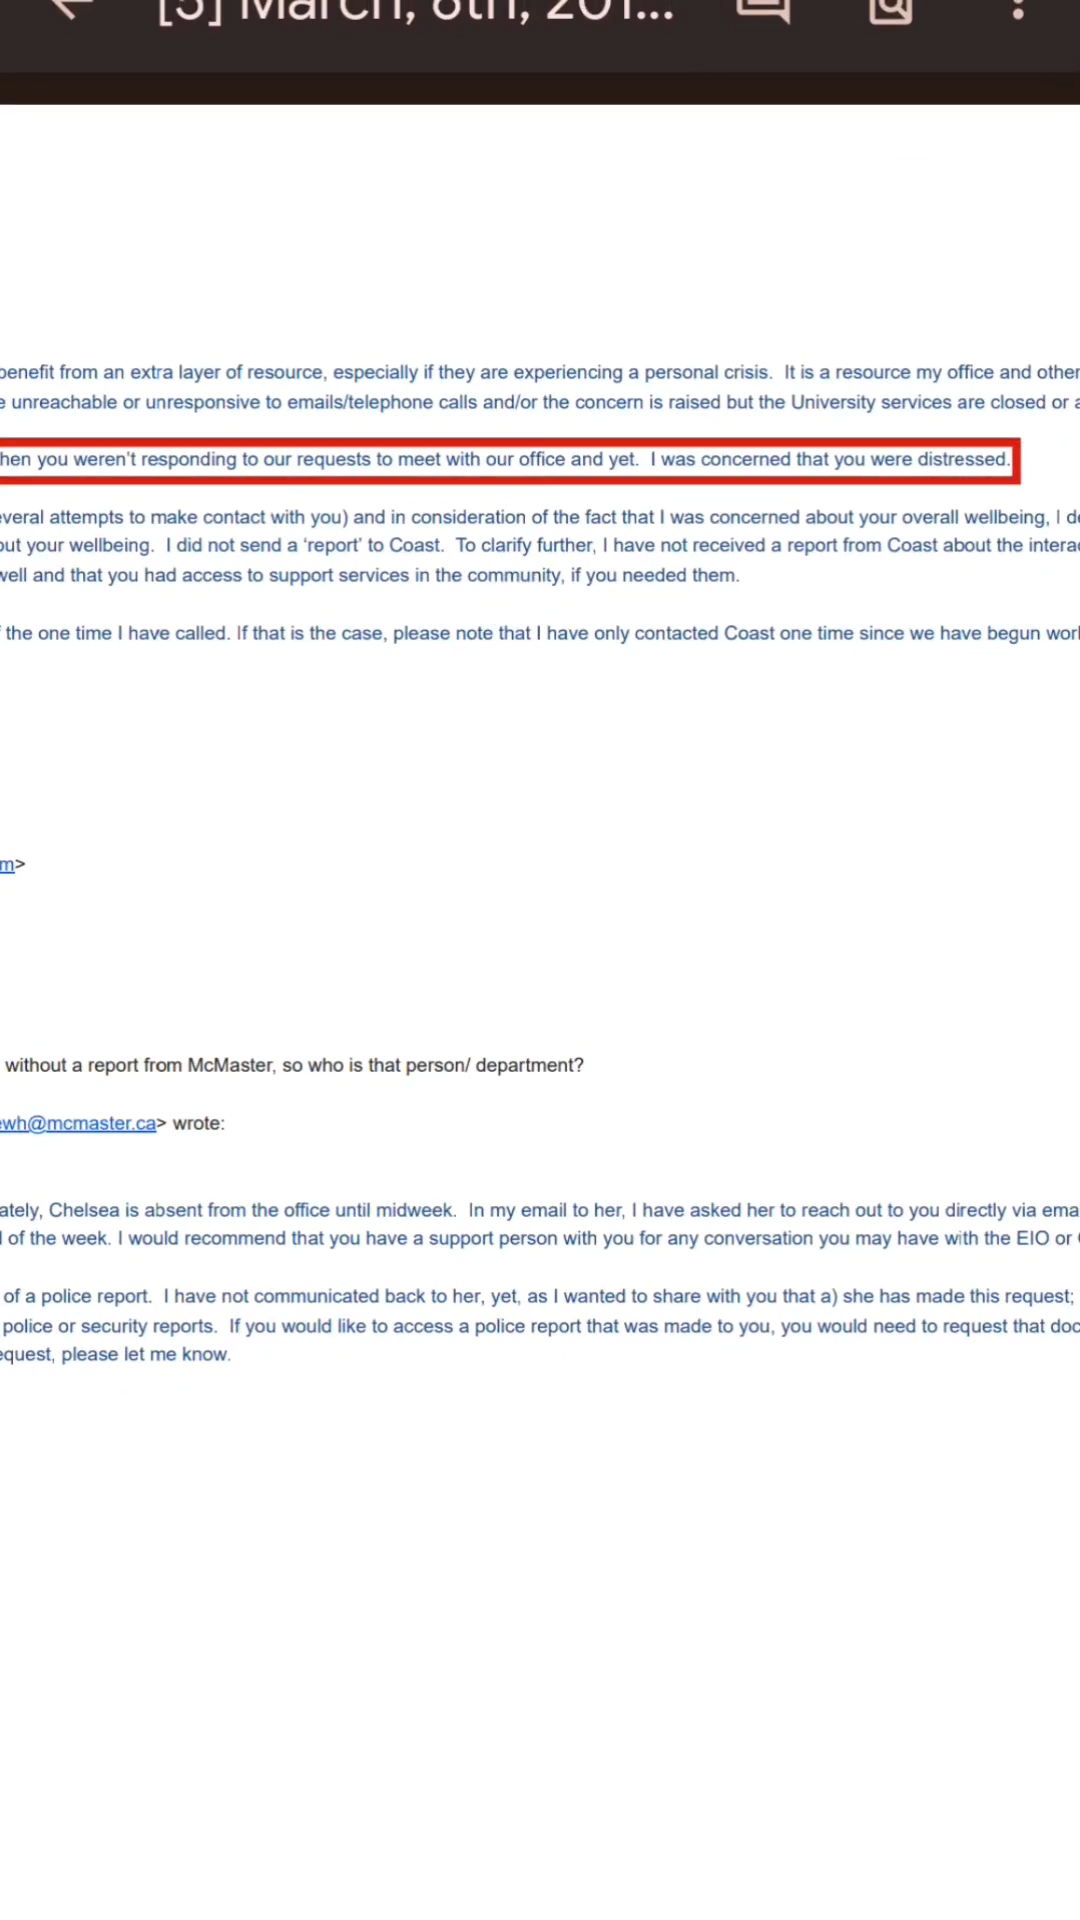 [5] March, 8th, 201...
benefit from an extra layer of resource, especially if they are experiencing a personal crisis. It is a resource my office and other
e unreachable or unresponsive to emails/telephone calls and/or the concern is raised but the University services are closed or a
hen you weren't responding to our requests to meet with our office and yet. I was concerned that you were distressed.
everal attempts to make contact with you) and in consideration of the fact that I was concerned about your overall wellbeing, I de
out your wellbeing. I did not send a 'report' to Coast. To clarify further, I have not received a report from Coast about the interac
well and that you had access to support services in the community, if you needed them.
f the one time I have called. If that is the case, please note that I have only contacted Coast one time since we have begun work
m>
without a report from McMaster, so who is that person/ department?
ewh@mcmaster.ca> wrote:
ately, Chelsea is absent from the office until midweek. In my email to her, I have asked her to reach out to you directly via emai
l of the week. I would recommend that you have a support person with you for any conversation you may have with the EIO or
of a police report. I have not communicated back to her, yet, as I wanted to share with you that a) she has made this request;
police or security reports. If you would like to access a police report that was made to you, you would need to request that doc
equest, please let me know.